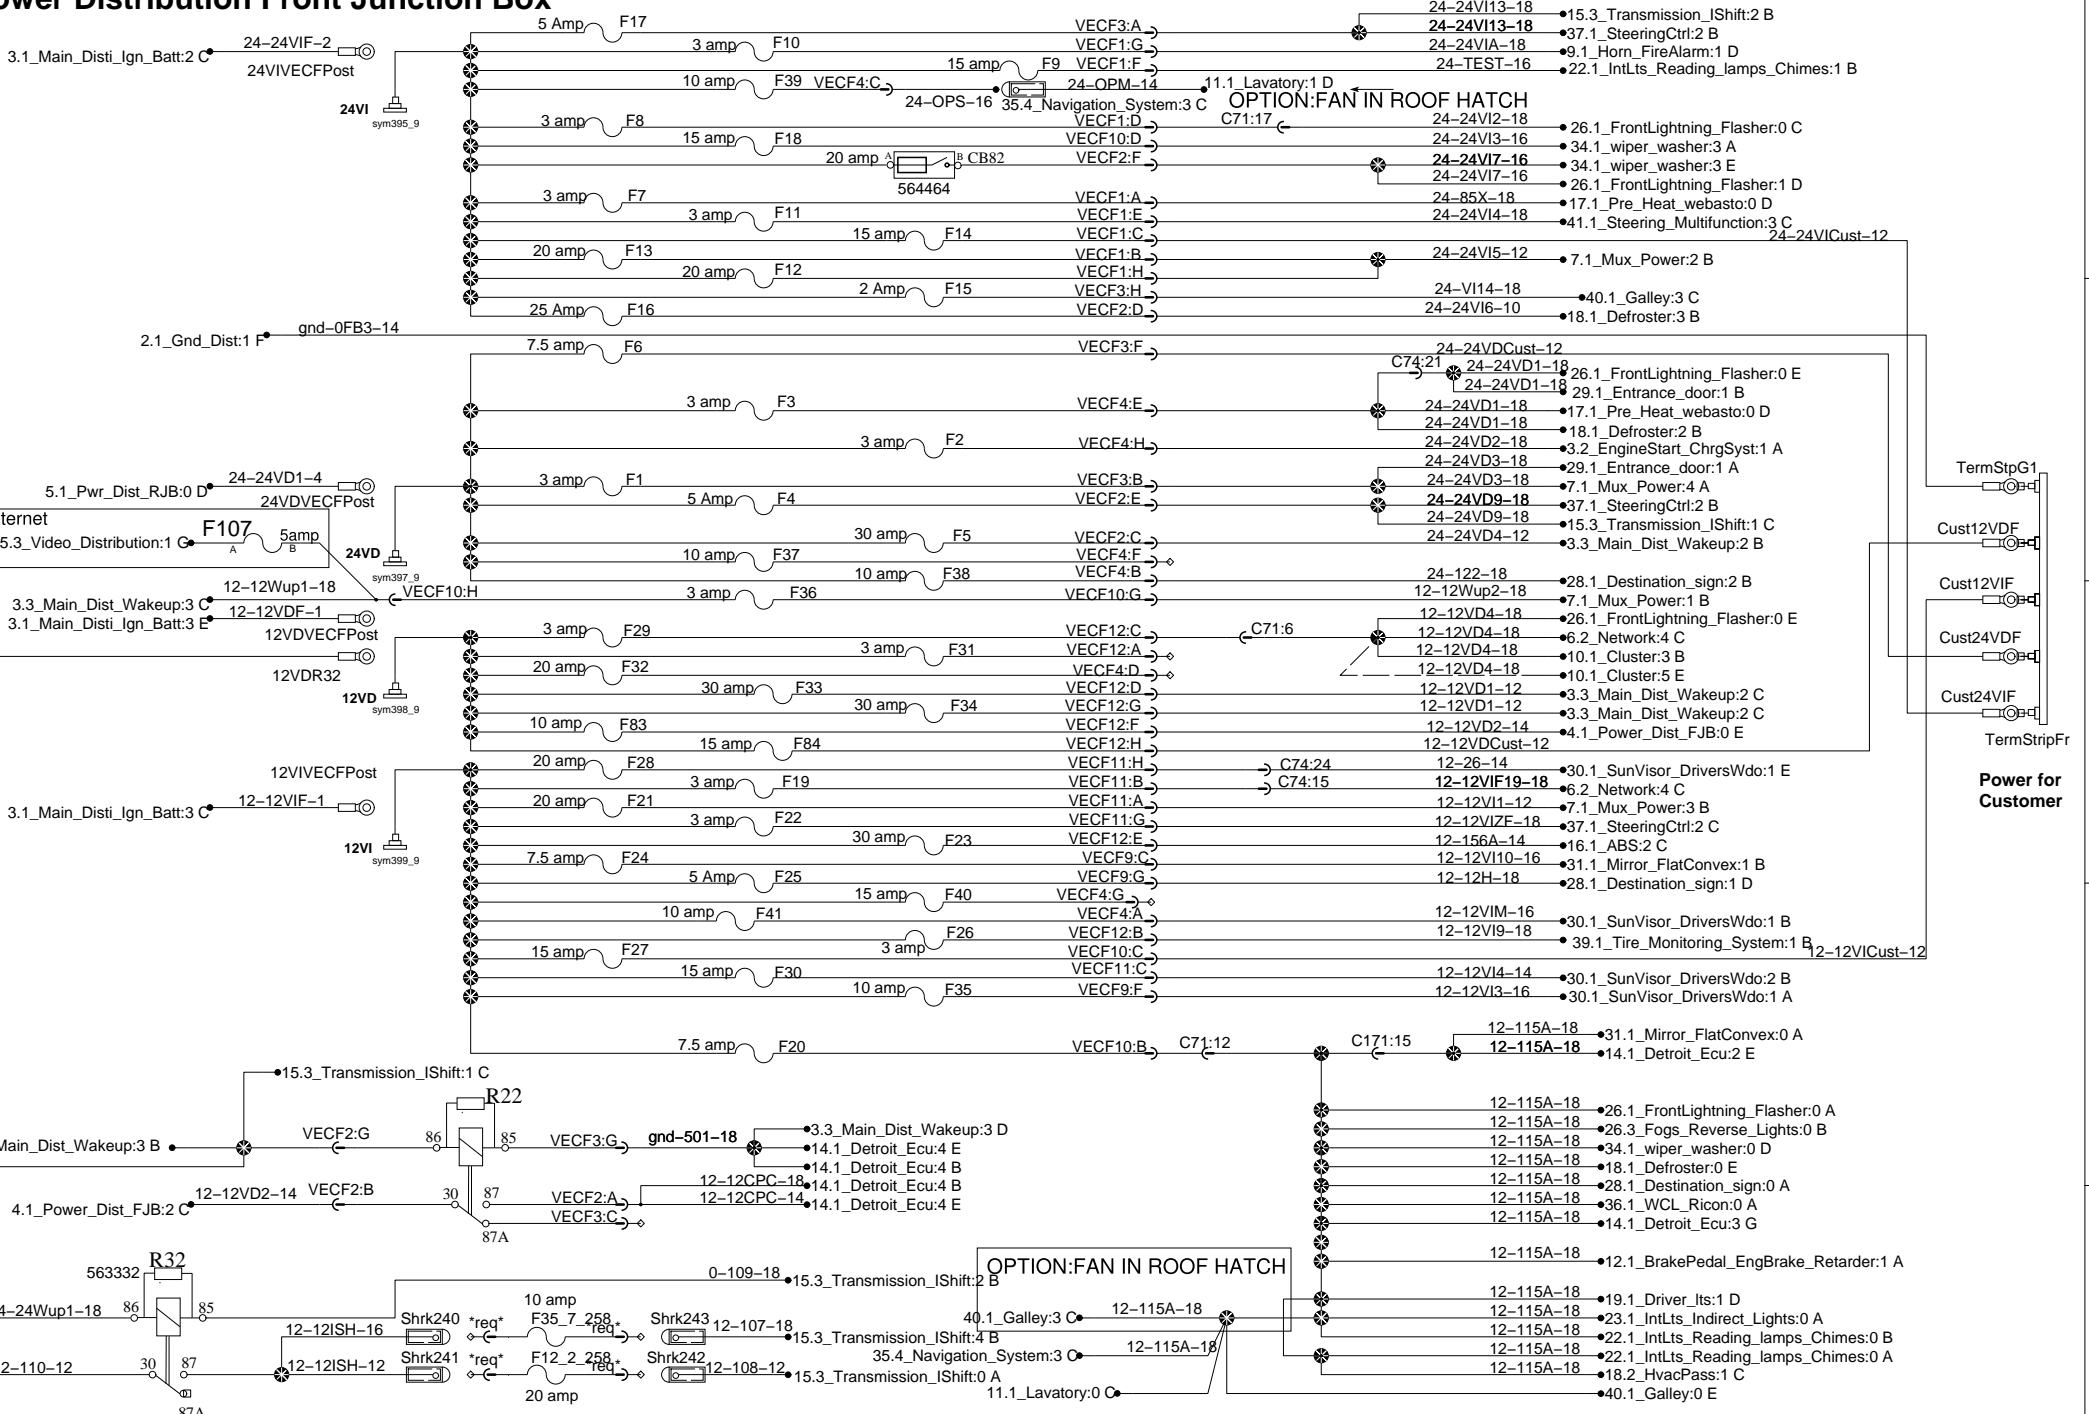 ower Distribution Front Junction Box
5 Amp F17 VECF3:A 24-24VI13-18 15.3_Transmission_IShift:2 B
24-24VI13-18 37.1_SteeringCtrl:2 B
3.1_Main_Disti_Ign_Batt:2 C 24-24VIF-2 24VIVECFPost
3 amp F10 VECF1:G 24-24VIA-18 9.1_Horn_FireAlarm:1 D
15 amp F9 VECF1:F 24-TEST-16 22.1_IntLts_Reading_lamps_Chimes:1 B
10 amp F39 VECF4:C 24-OPS-16 24-OPM-14 11.1_Lavatory:1 D
35.4_Navigation_System:3 C OPTION:FAN IN ROOF HATCH
24VI sym395_9
3 amp F8 VECF1:D C71:17 24-24VI2-18 26.1_FrontLightning_Flasher:0 C
15 amp F18 VECF10:D 24-24VI3-16 34.1_wiper_washer:3 A
20 amp A B CB82 VECF2:F 24-24VI7-16 34.1_wiper_washer:3 E
564464 24-24VI7-16 26.1_FrontLightning_Flasher:1 D
3 amp F7 VECF1:A 24-85X-18 17.1_Pre_Heat_webasto:0 D
3 amp F11 VECF1:E 24-24VI4-18 41.1_Steering_Multifunction:3 C
15 amp F14 VECF1:C 24-24VICust-12
20 amp F13 VECF1:B 24-24VI5-12 7.1_Mux_Power:2 B
20 amp F12 VECF1:H
2 Amp F15 VECF3:H 24-VI14-18 40.1_Galley:3 C
25 Amp F16 VECF2:D 24-24VI6-10 18.1_Defroster:3 B
2.1_Gnd_Dist:1 F gnd-0FB3-14
7.5 amp F6 VECF3:F 24-24VDCust-12
C74:21 24-24VD1-18 26.1_FrontLightning_Flasher:0 E
24-24VD1-18 29.1_Entrance_door:1 B
3 amp F3 VECF4:E 24-24VD1-18 17.1_Pre_Heat_webasto:0 D
24-24VD1-18 18.1_Defroster:2 B
3 amp F2 VECF4:H 24-24VD2-18 3.2_EngineStart_ChrgSyst:1 A
24-24VD3-18 29.1_Entrance_door:1 A
5.1_Pwr_Dist_RJB:0 D 24-24VD1-4 24VDVECFPost
3 amp F1 VECF3:B 24-24VD3-18 7.1_Mux_Power:4 A
5 Amp F4 VECF2:E 24-24VD9-18 37.1_SteeringCtrl:2 B
24-24VD9-18 15.3_Transmission_IShift:1 C
ternet
5.3_Video_Distribution:1 G F107 A 5amp B
24VD sym397_9
30 amp F5 VECF2:C 24-24VD4-12 3.3_Main_Dist_Wakeup:2 B
10 amp F37 VECF4:F
10 amp F38 VECF4:B 24-122-18 28.1_Destination_sign:2 B
3.3_Main_Dist_Wakeup:3 C 12-12Wup1-18 VECF10:H 3 amp F36 VECF10:G 12-12Wup2-18 7.1_Mux_Power:1 B
3.1_Main_Disti_Ign_Batt:3 E 12-12VDF-1 12VDVECFPost
12VDR32
12VD sym398_9
12-12VD4-18 26.1_FrontLightning_Flasher:0 E
3 amp F29 VECF12:C C71:6 12-12VD4-18 6.2_Network:4 C
3 amp F31 VECF12:A 12-12VD4-18 10.1_Cluster:3 B
20 amp F32 VECF4:D 12-12VD4-18 10.1_Cluster:5 E
30 amp F33 VECF12:D 12-12VD1-12 3.3_Main_Dist_Wakeup:2 C
30 amp F34 VECF12:G 12-12VD1-12 3.3_Main_Dist_Wakeup:2 C
10 amp F83 VECF12:F 12-12VD2-14 4.1_Power_Dist_FJB:0 E
15 amp F84 VECF12:H 12-12VDCust-12
TermStpG1
Cust12VDF
Cust12VIF
Cust24VDF
Cust24VIF
TermStripFr
Power for
Customer
12VIVECFPost
3.1_Main_Disti_Ign_Batt:3 C 12-12VIF-1
12VI sym399_9
20 amp F28 VECF11:H C74:24 12-26-14 30.1_SunVisor_DriversWdo:1 E
3 amp F19 VECF11:B C74:15 12-12VIF19-18 6.2_Network:4 C
20 amp F21 VECF11:A 12-12VI1-12 7.1_Mux_Power:3 B
3 amp F22 VECF11:G 12-12VIZF-18 37.1_SteeringCtrl:2 C
30 amp F23 VECF12:E 12-156A-14 16.1_ABS:2 C
7.5 amp F24 VECF9:C 12-12VI10-16 31.1_Mirror_FlatConvex:1 B
5 Amp F25 VECF9:G 12-12H-18 28.1_Destination_sign:1 D
15 amp F40 VECF4:G
10 amp F41 VECF4:A 12-12VIM-16 30.1_SunVisor_DriversWdo:1 B
3 amp F26 VECF12:B 12-12VI9-18 39.1_Tire_Monitoring_System:1 B
15 amp F27 VECF10:C 12-12VICust-12
15 amp F30 VECF11:C 12-12VI4-14 30.1_SunVisor_DriversWdo:2 B
10 amp F35 VECF9:F 12-12VI3-16 30.1_SunVisor_DriversWdo:1 A
12-115A-18 31.1_Mirror_FlatConvex:0 A
7.5 amp F20 VECF10:B C71:12 C171:15 12-115A-18 14.1_Detroit_Ecu:2 E
12-115A-18 26.1_FrontLightning_Flasher:0 A
12-115A-18 26.3_Fogs_Reverse_Lights:0 B
12-115A-18 34.1_wiper_washer:0 D
12-115A-18 18.1_Defroster:0 E
12-115A-18 28.1_Destination_sign:0 A
12-115A-18 36.1_WCL_Ricon:0 A
12-115A-18 14.1_Detroit_Ecu:3 G
12-115A-18 12.1_BrakePedal_EngBrake_Retarder:1 A
12-115A-18 19.1_Driver_lts:1 D
12-115A-18 23.1_IntLts_Indirect_Lights:0 A
12-115A-18 22.1_IntLts_Reading_lamps_Chimes:0 B
12-115A-18 22.1_IntLts_Reading_lamps_Chimes:0 A
12-115A-18 18.2_HvacPass:1 C
40.1_Galley:0 E
15.3_Transmission_IShift:1 C
R22
Main_Dist_Wakeup:3 B VECF2:G 86 85 VECF3:G gnd-501-18
3.3_Main_Dist_Wakeup:3 D
14.1_Detroit_Ecu:4 E
14.1_Detroit_Ecu:4 B
4.1_Power_Dist_FJB:2 C 12-12VD2-14 VECF2:B 30 87 VECF2:A
12-12CPC-18 14.1_Detroit_Ecu:4 B
12-12CPC-14 14.1_Detroit_Ecu:4 E
VECF3:C
87A
R32
563332
4-24Wup1-18 86 85 0-109-18 15.3_Transmission_IShift:2 B
10 amp
12-12ISH-16 Shrk240 *req* F35_7_258 req* Shrk243 12-107-18 15.3_Transmission_IShift:4 B
2-110-12 30 87 12-12ISH-12 Shrk241 *req* F12_2_258 req* Shrk242 12-108-12 15.3_Transmission_IShift:0 A
20 amp
87A
OPTION:FAN IN ROOF HATCH
40.1_Galley:3 C 12-115A-18
35.4_Navigation_System:3 C 12-115A-18
11.1_Lavatory:0 C